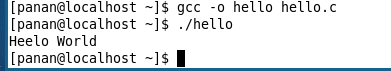 [panan@localhost ~]$ gcc -o hello hello.c
[panan@localhost ~]$ ./hello
Heelo World
[panan@localhost ~]$